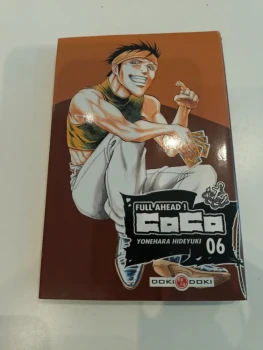 FULL AHEAD !
COCO
YONEHARA HIDEYUKI
06
DOKI DOKI